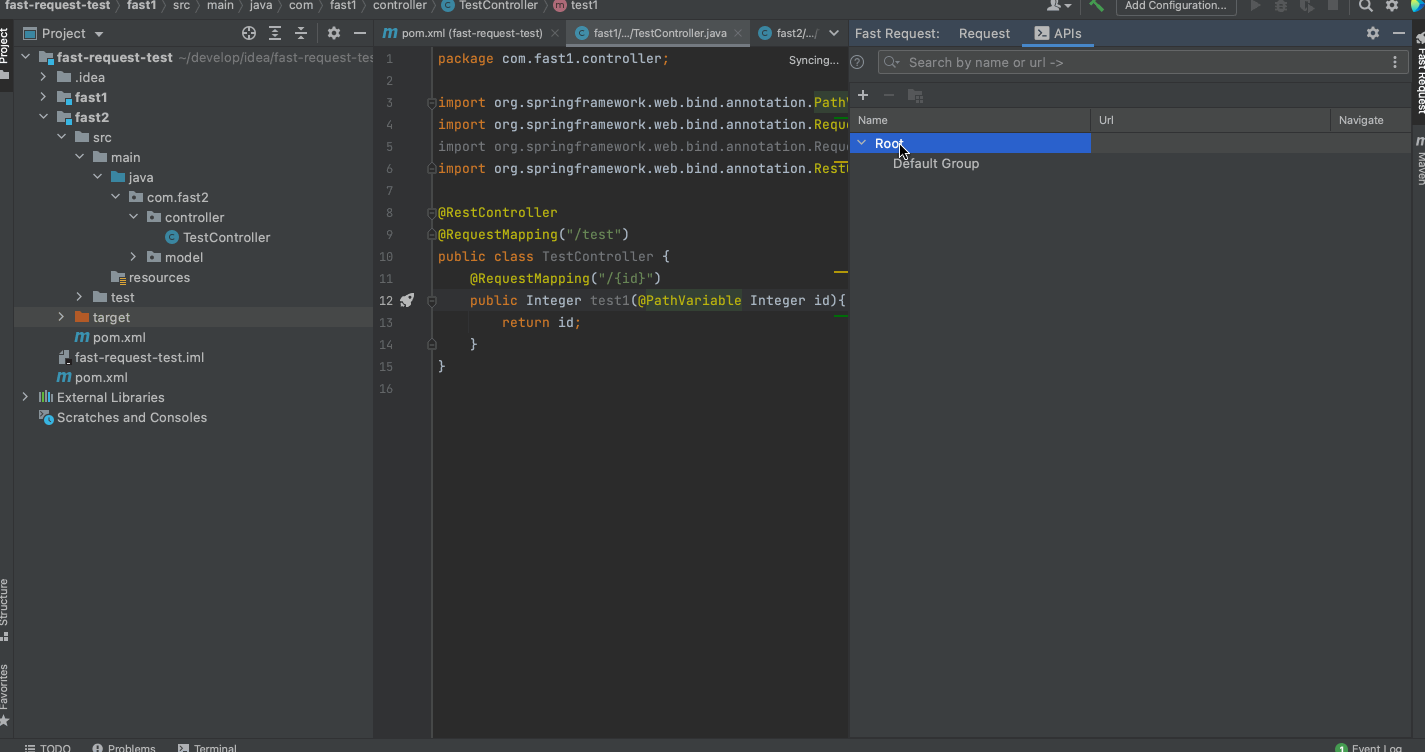 fast-request-test > fast1 > src > main > java > com > fast1 > controller > TestController > test1
Add Configuration...
Project
pom.xml (fast-request-test)
fast1/.../TestController.java
fast2/.../
Fast Request:
Request
APIs
fast-request-test ~/develop/idea/fast-request-tes
.idea
fast1
fast2
src
main
java
com.fast2
controller
TestController
model
resources
test
target
pom.xml
fast-request-test.iml
pom.xml
External Libraries
Scratches and Consoles
1 package com.fast1.controller;
Syncing...
2
3 import org.springframework.web.bind.annotation.Path
4 import org.springframework.web.bind.annotation.Requ
5 import org.springframework.web.bind.annotation.Requ
6 import org.springframework.web.bind.annotation.Rest
7
8 @RestController
9 @RequestMapping("/test")
10 public class TestController {
11 @RequestMapping("/{id}")
12 public Integer test1(@PathVariable Integer id){
13 return id;
14 }
15 }
16
Search by name or url ->
Name Url Navigate
Root
Default Group
Project
Structure
Favorites
Fast Request
Maven
TODO
Problems
Terminal
1 Event Log